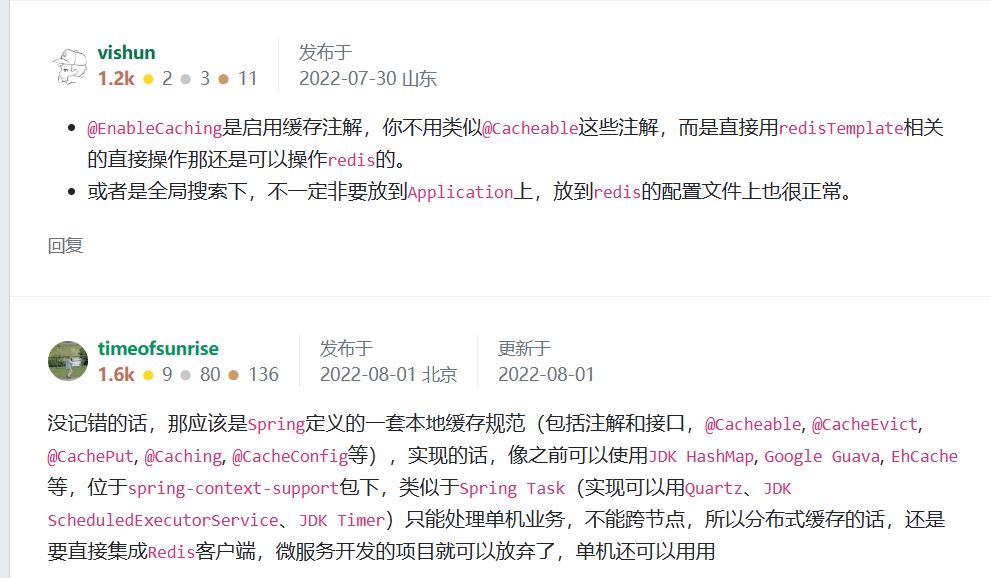 vishun
发布于
1.2k 2 3 11
2022-07-30 山东
@EnableCaching是启用缓存注解，你不用类似@Cacheable这些注解，而是直接用redisTemplate相关
的直接操作那还是可以操作redis的。
或者是全局搜索下，不一定非要放到Application上，放到redis的配置文件上也很正常。
回复
timeofsunrise
发布于
更新于
1.6k 9 80 136
2022-08-01 北京
2022-08-01
没记错的话，那应该是Spring定义的一套本地缓存规范（包括注解和接口，@Cacheable, @CacheEvict,
@CachePut, @Caching, @CacheConfig等），实现的话，像之前可以使用JDK HashMap, Google Guava, EhCache
等，位于spring-context-support包下，类似于Spring Task（实现可以用Quartz、JDK
ScheduledExecutorService、JDK Timer）只能处理单机业务，不能跨节点，所以分布式缓存的话，还是
要直接集成Redis客户端，微服务开发的项目就可以放弃了，单机还可以用用